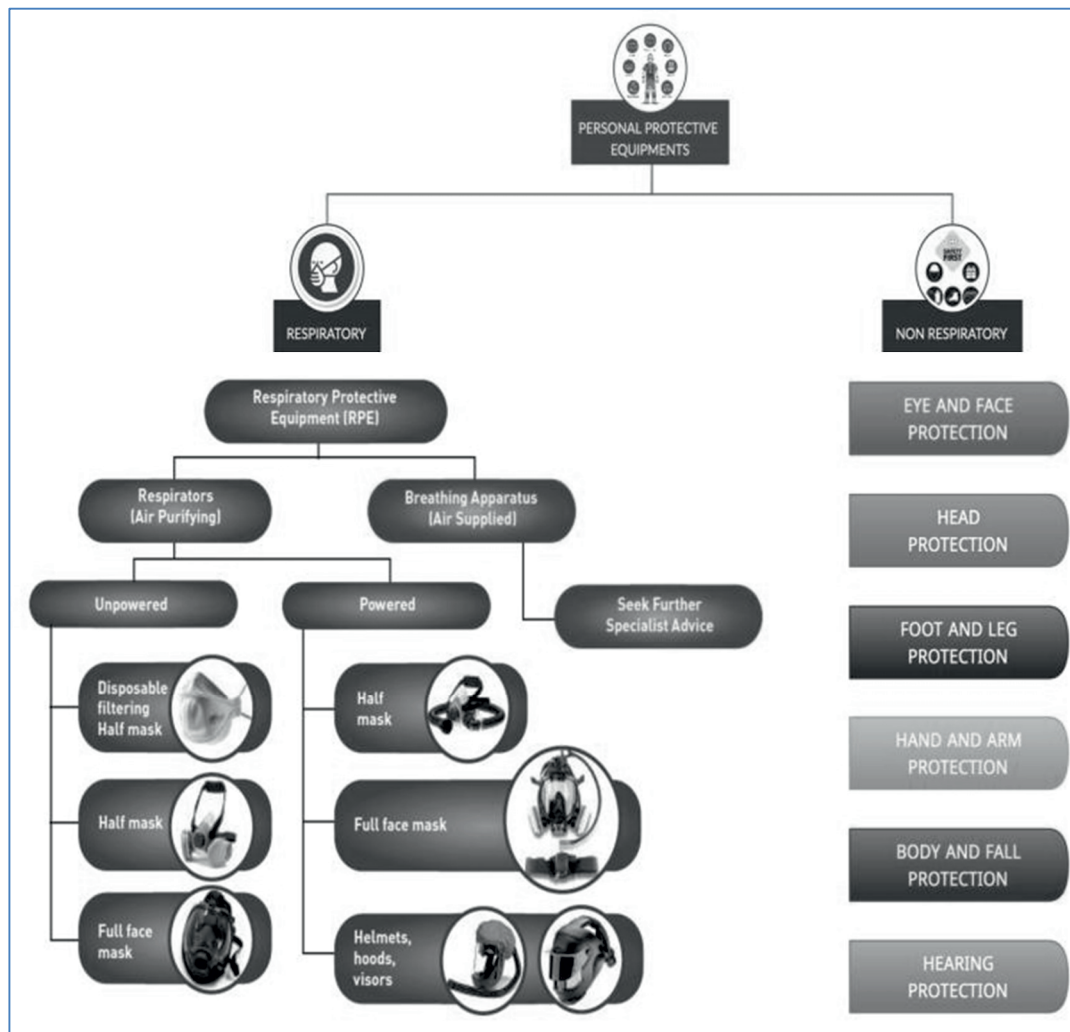 PERSONAL PROTECTIVE
EQUIPMENTS
SAFETY
FIRST
RESPIRATORY
NON RESPIRATORY
Respiratory Protective
Equipment (RPE)
Respirators
(Air Purifying)
Breathing Apparatus
(Air Supplied)
Unpowered
Powered
Seek Further
Specialist Advice
Disposable
filtering
Half mask
Half mask
Full face
mask
Half
mask
Full face mask
Helmets,
hoods,
visors
EYE AND FACE
PROTECTION
HEAD
PROTECTION
FOOT AND LEG
PROTECTION
HAND AND ARM
PROTECTION
BODY AND FALL
PROTECTION
HEARING
PROTECTION